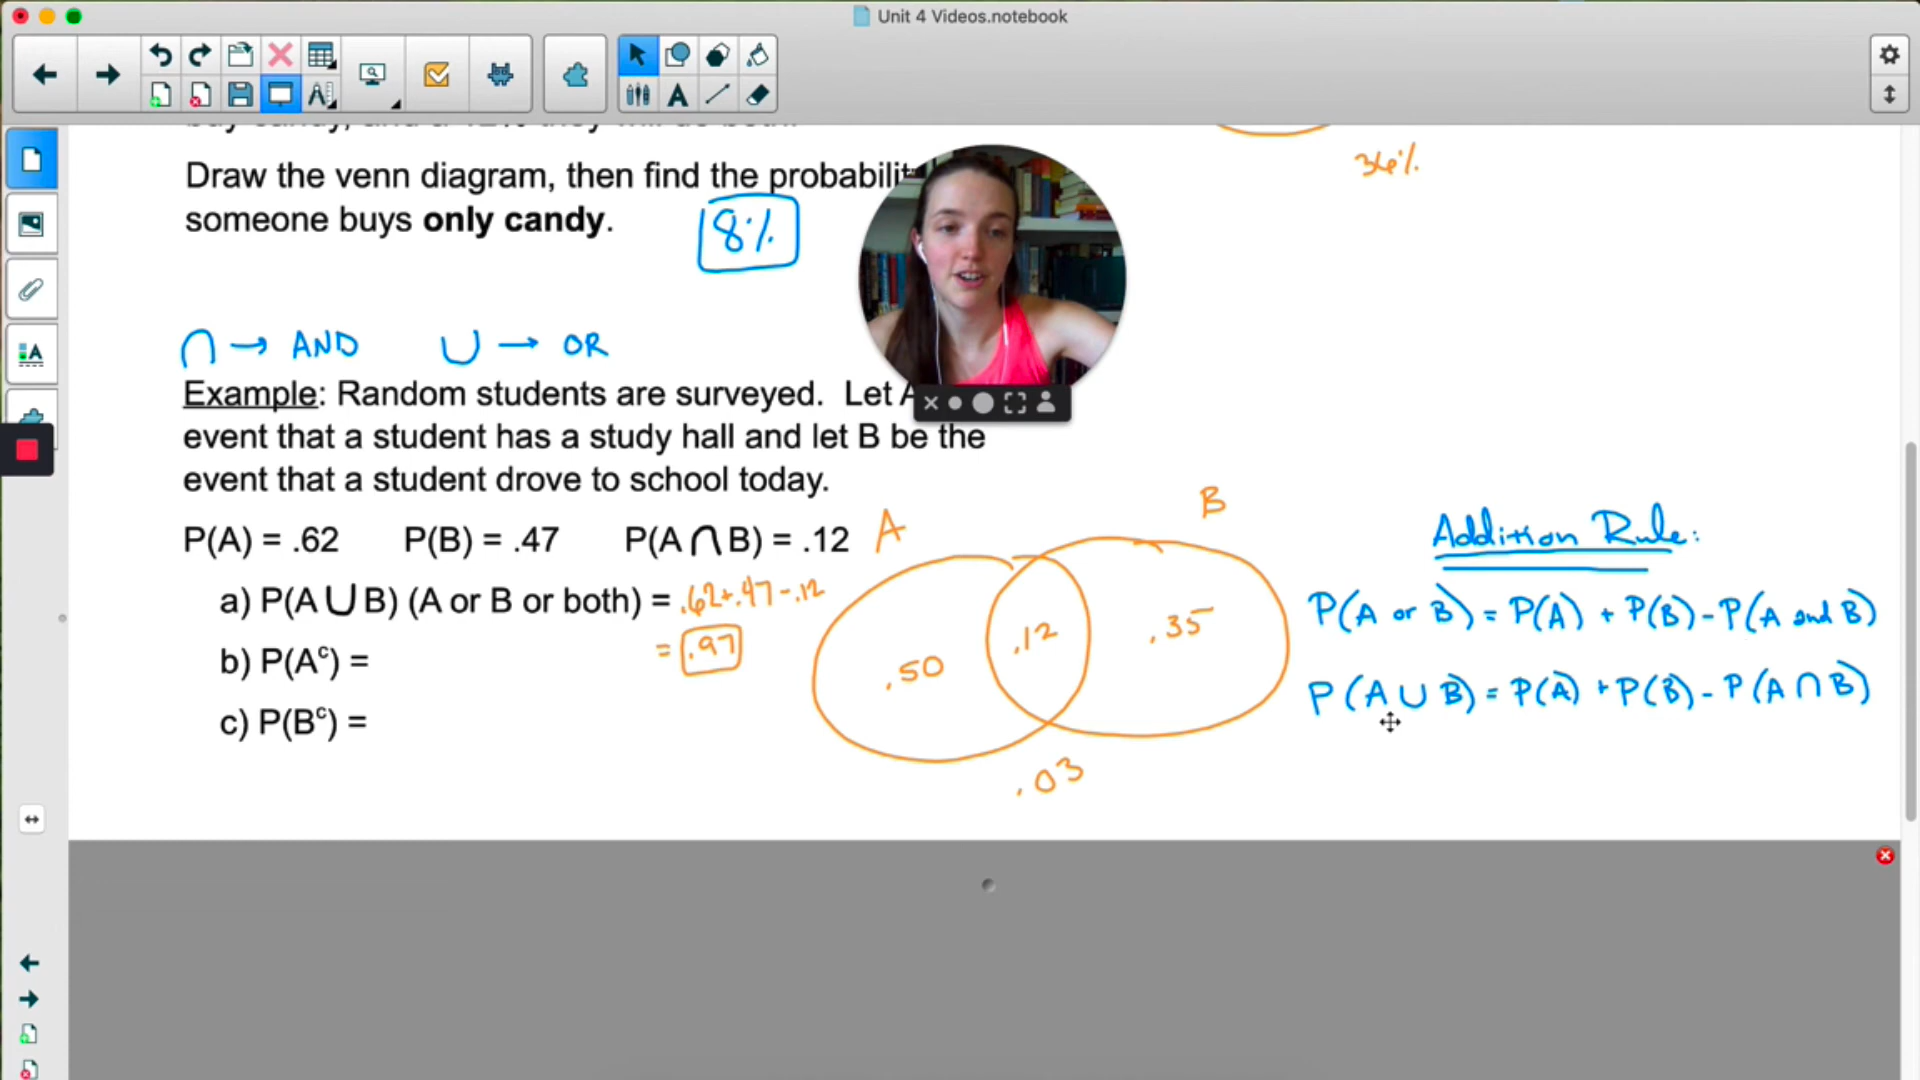 Unit 4 Videos.notebook
36%
Draw the venn diagram, then find the probabilit
someone buys only candy.
8%
∩ → AND ∪ → OR
Example: Random students are surveyed. Let A
event that a student has a study hall and let B be the
event that a student drove to school today.
P(A) = .62 P(B) = .47 P(A ∩ B) = .12
a) P(A ∪ B) (A or B or both) = .62+.47-.12
= .97
b) P(Aᶜ) =
c) P(Bᶜ) =
A
B
.50
.12
.35
.03
Addition Rule:
P(A or B) = P(A) + P(B) - P(A and B)
P(A ∪ B) = P(A) + P(B) - P(A ∩ B)